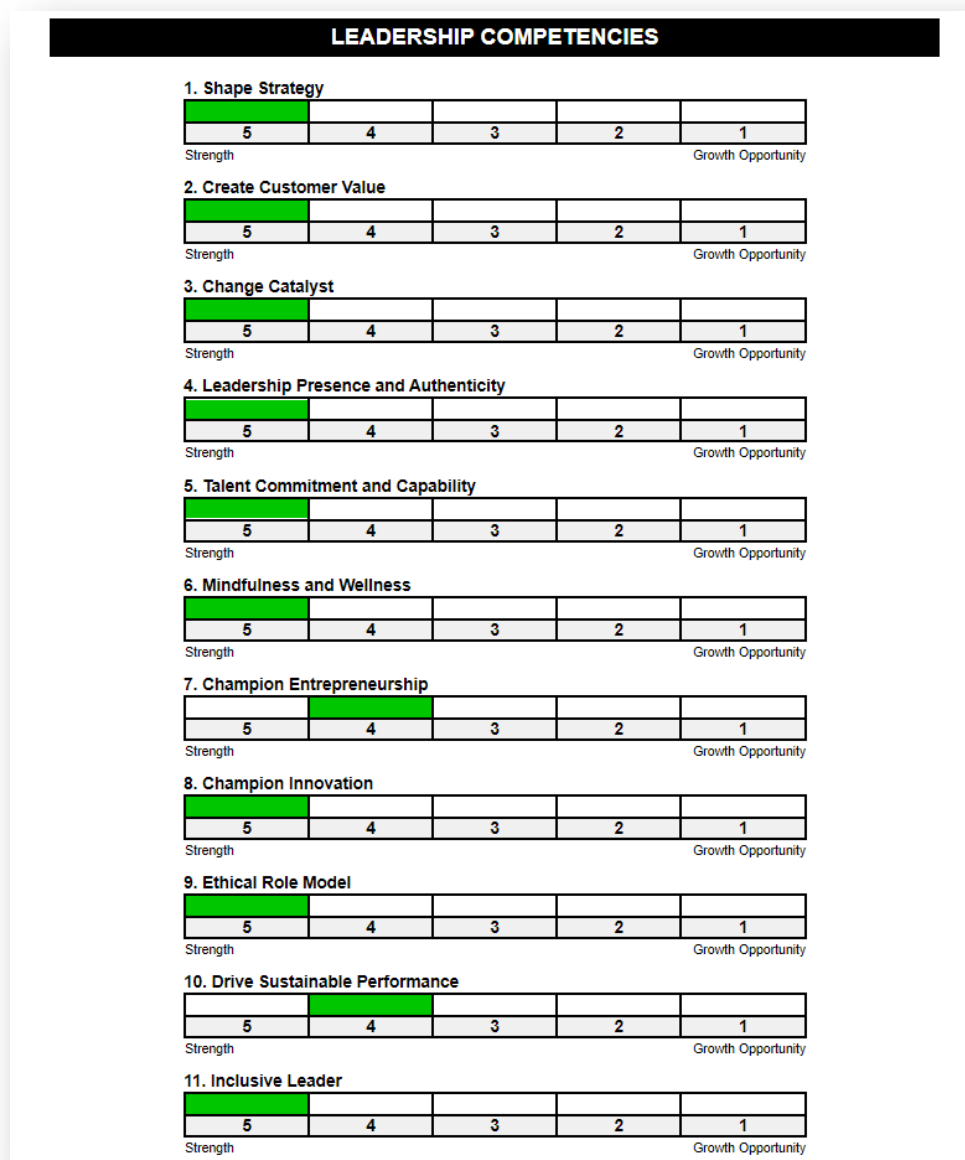 LEADERSHIP COMPETENCIES
1. Shape Strategy
5 4 3 2 1
Strength Growth Opportunity
2. Create Customer Value
5 4 3 2 1
Strength Growth Opportunity
3. Change Catalyst
5 4 3 2 1
Strength Growth Opportunity
4. Leadership Presence and Authenticity
5 4 3 2 1
Strength Growth Opportunity
5. Talent Commitment and Capability
5 4 3 2 1
Strength Growth Opportunity
6. Mindfulness and Wellness
5 4 3 2 1
Strength Growth Opportunity
7. Champion Entrepreneurship
5 4 3 2 1
Strength Growth Opportunity
8. Champion Innovation
5 4 3 2 1
Strength Growth Opportunity
9. Ethical Role Model
5 4 3 2 1
Strength Growth Opportunity
10. Drive Sustainable Performance
5 4 3 2 1
Strength Growth Opportunity
11. Inclusive Leader
5 4 3 2 1
Strength Growth Opportunity